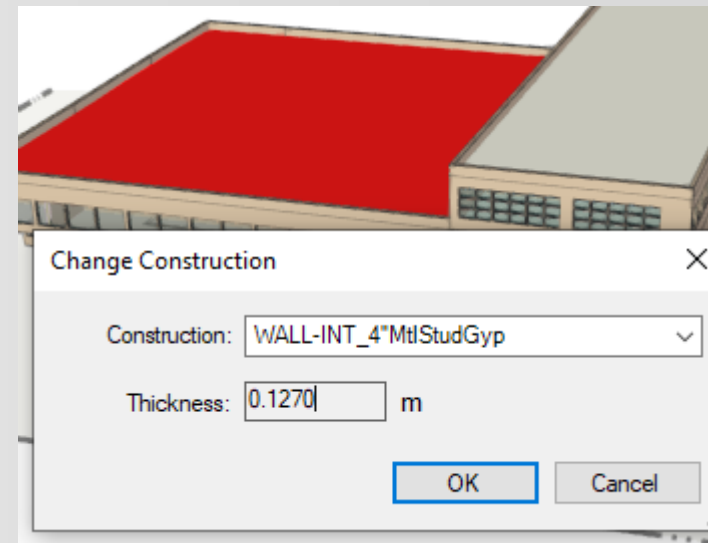 Change Construction
Construction: WALL-INT_4"MtlStudGyp
Thickness: 0.1270 m
OK Cancel